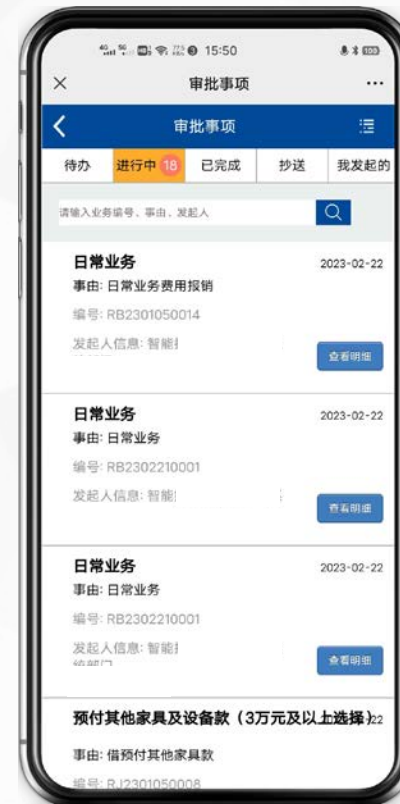 15:50
审批事项
审批事项
待办 进行中 18 已完成 抄送 我发起的
请输入业务编号、事由、发起人
日常业务 2023-02-22
事由: 日常业务费用报销
编号: RB2301050014
发起人信息: 智能
查看明细
日常业务 2023-02-22
事由: 日常业务
编号: RB2302210001
发起人信息: 智能
查看明细
日常业务 2023-02-22
事由: 日常业务
编号: RB2302210001
发起人信息: 智能
查看明细
预付其他家具及设备款（3万元及以上选择）22
事由: 借预付其他家具款
编号: RJ2301050008